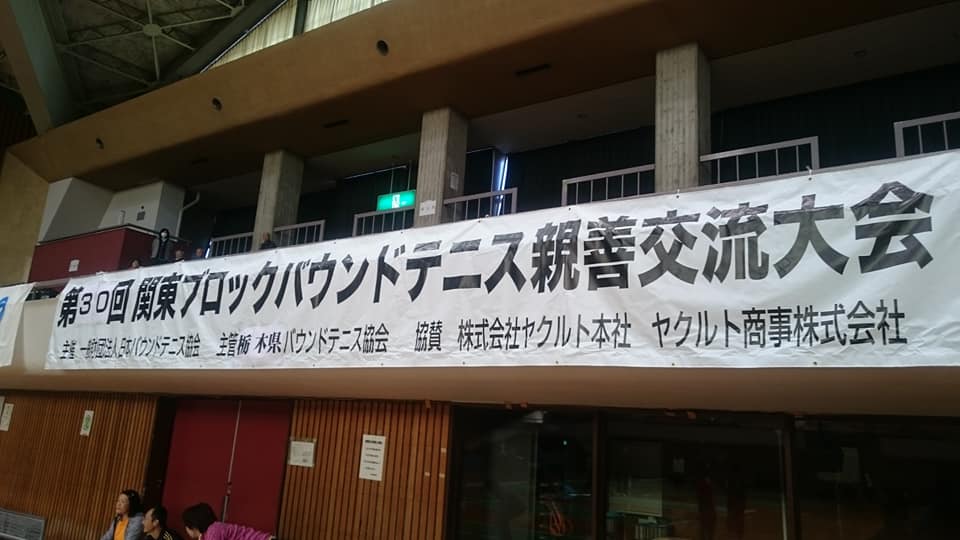 第30回 関東ブロックバウンドテニス親善交流大会
主催 一般財団法人日本バウンドテニス協会 主管 栃木県バウンドテニス協会 協賛 株式会社ヤクルト本社 ヤクルト商事株式会社